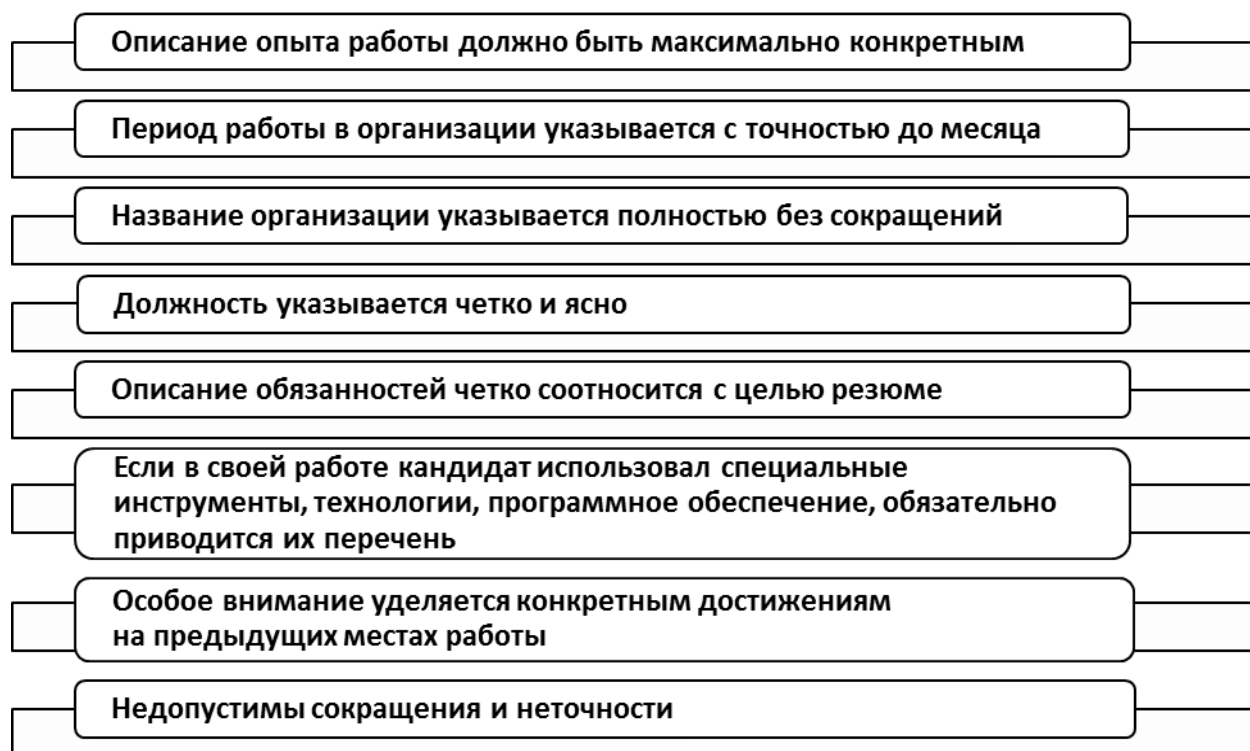 Описание опыта работы должно быть максимально конкретным
Период работы в организации указывается с точностью до месяца
Название организации указывается полностью без сокращений
Должность указывается четко и ясно
Описание обязанностей четко соотносится с целью резюме
Если в своей работе кандидат использовал специальные
инструменты, технологии, программное обеспечение, обязательно
приводится их перечень
Особое внимание уделяется конкретным достижениям
на предыдущих местах работы
Недопустимы сокращения и неточности